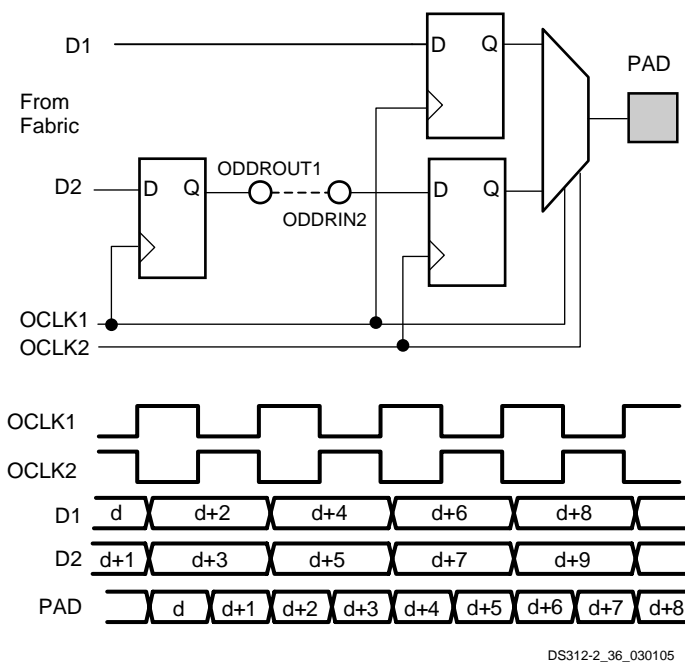 D1
D
Q
PAD
From
Fabric
D2
D
Q
ODDROUT1
ODDRIN2
D
Q
OCLK1
OCLK2
OCLK1
OCLK2
D1 d d+2 d+4 d+6 d+8
D2 d+1 d+3 d+5 d+7 d+9
PAD d d+1 d+2 d+3 d+4 d+5 d+6 d+7 d+8
DS312-2_36_030105